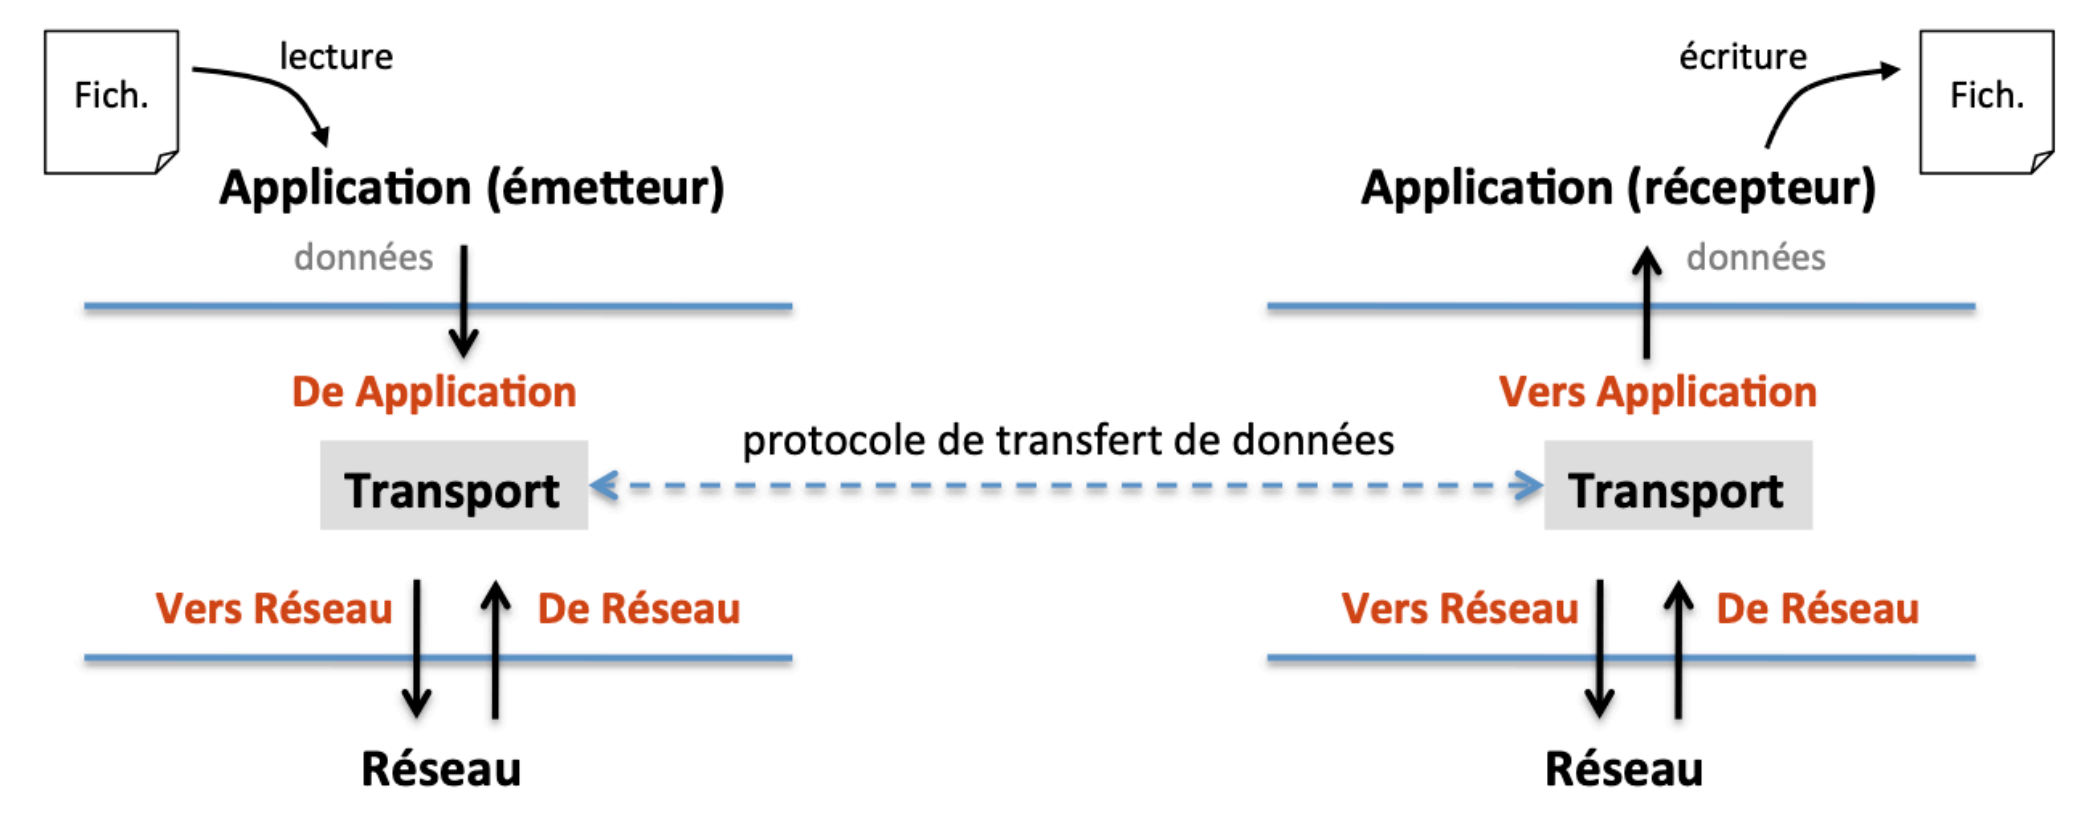 lecture
écriture
Fich.
Fich.
Application (émetteur)
Application (récepteur)
données
données
De Application
Vers Application
protocole de transfert de données
Transport
Transport
Vers Réseau
De Réseau
Vers Réseau
De Réseau
Réseau
Réseau